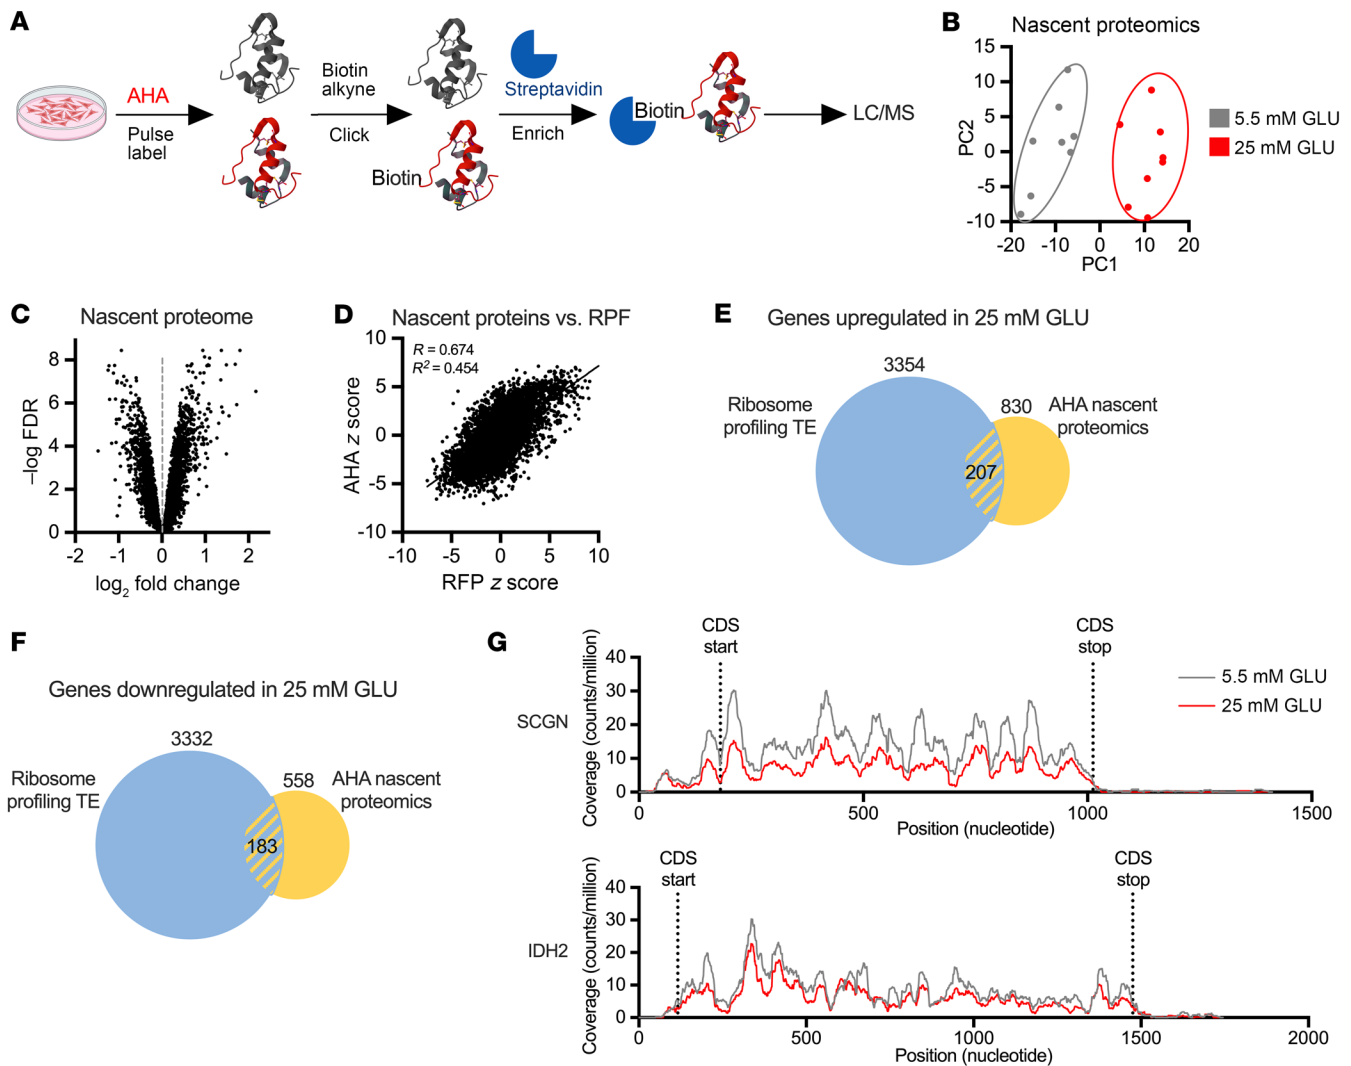 A
AHA
Pulse
label
Biotin
alkyne
Click
Biotin
Streptavidin
Enrich
Biotin
LC/MS
B
Nascent proteomics
15
10
5
0
-5
-10
PC2
-20
-10
0
10
20
PC1
5.5 mM GLU
25 mM GLU
C
Nascent proteome
8
6
4
2
0
–log FDR
-2
-1
0
1
2
log2 fold change
D
Nascent proteins vs. RPF
R = 0.674
R2 = 0.454
10
5
0
-5
-10
AHA z score
-10
-5
0
5
10
RFP z score
E
Genes upregulated in 25 mM GLU
3354
Ribosome
profiling TE
830
AHA nascent
proteomics
207
F
Genes downregulated in 25 mM GLU
3332
Ribosome
profiling TE
558
AHA nascent
proteomics
183
G
CDS
start
CDS
stop
5.5 mM GLU
25 mM GLU
SCGN
Coverage (counts/million)
40
30
20
10
0
0
500
1000
1500
Position (nucleotide)
CDS
start
CDS
stop
IDH2
Coverage (counts/million)
40
30
20
10
0
0
500
1000
1500
2000
Position (nucleotide)